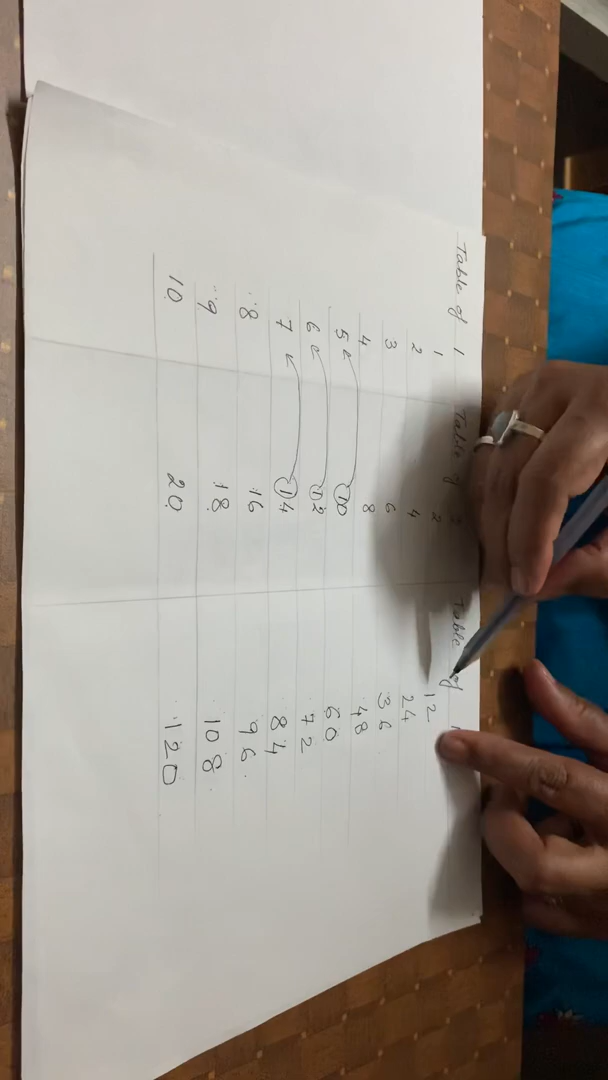 Table of 1 Table of 2 Table of
1 2 12
2 4 24
3 6 36
4 8 48
5 10 60
6 12 72
7 14 84
8 16 96
9 18 108
10 20 120